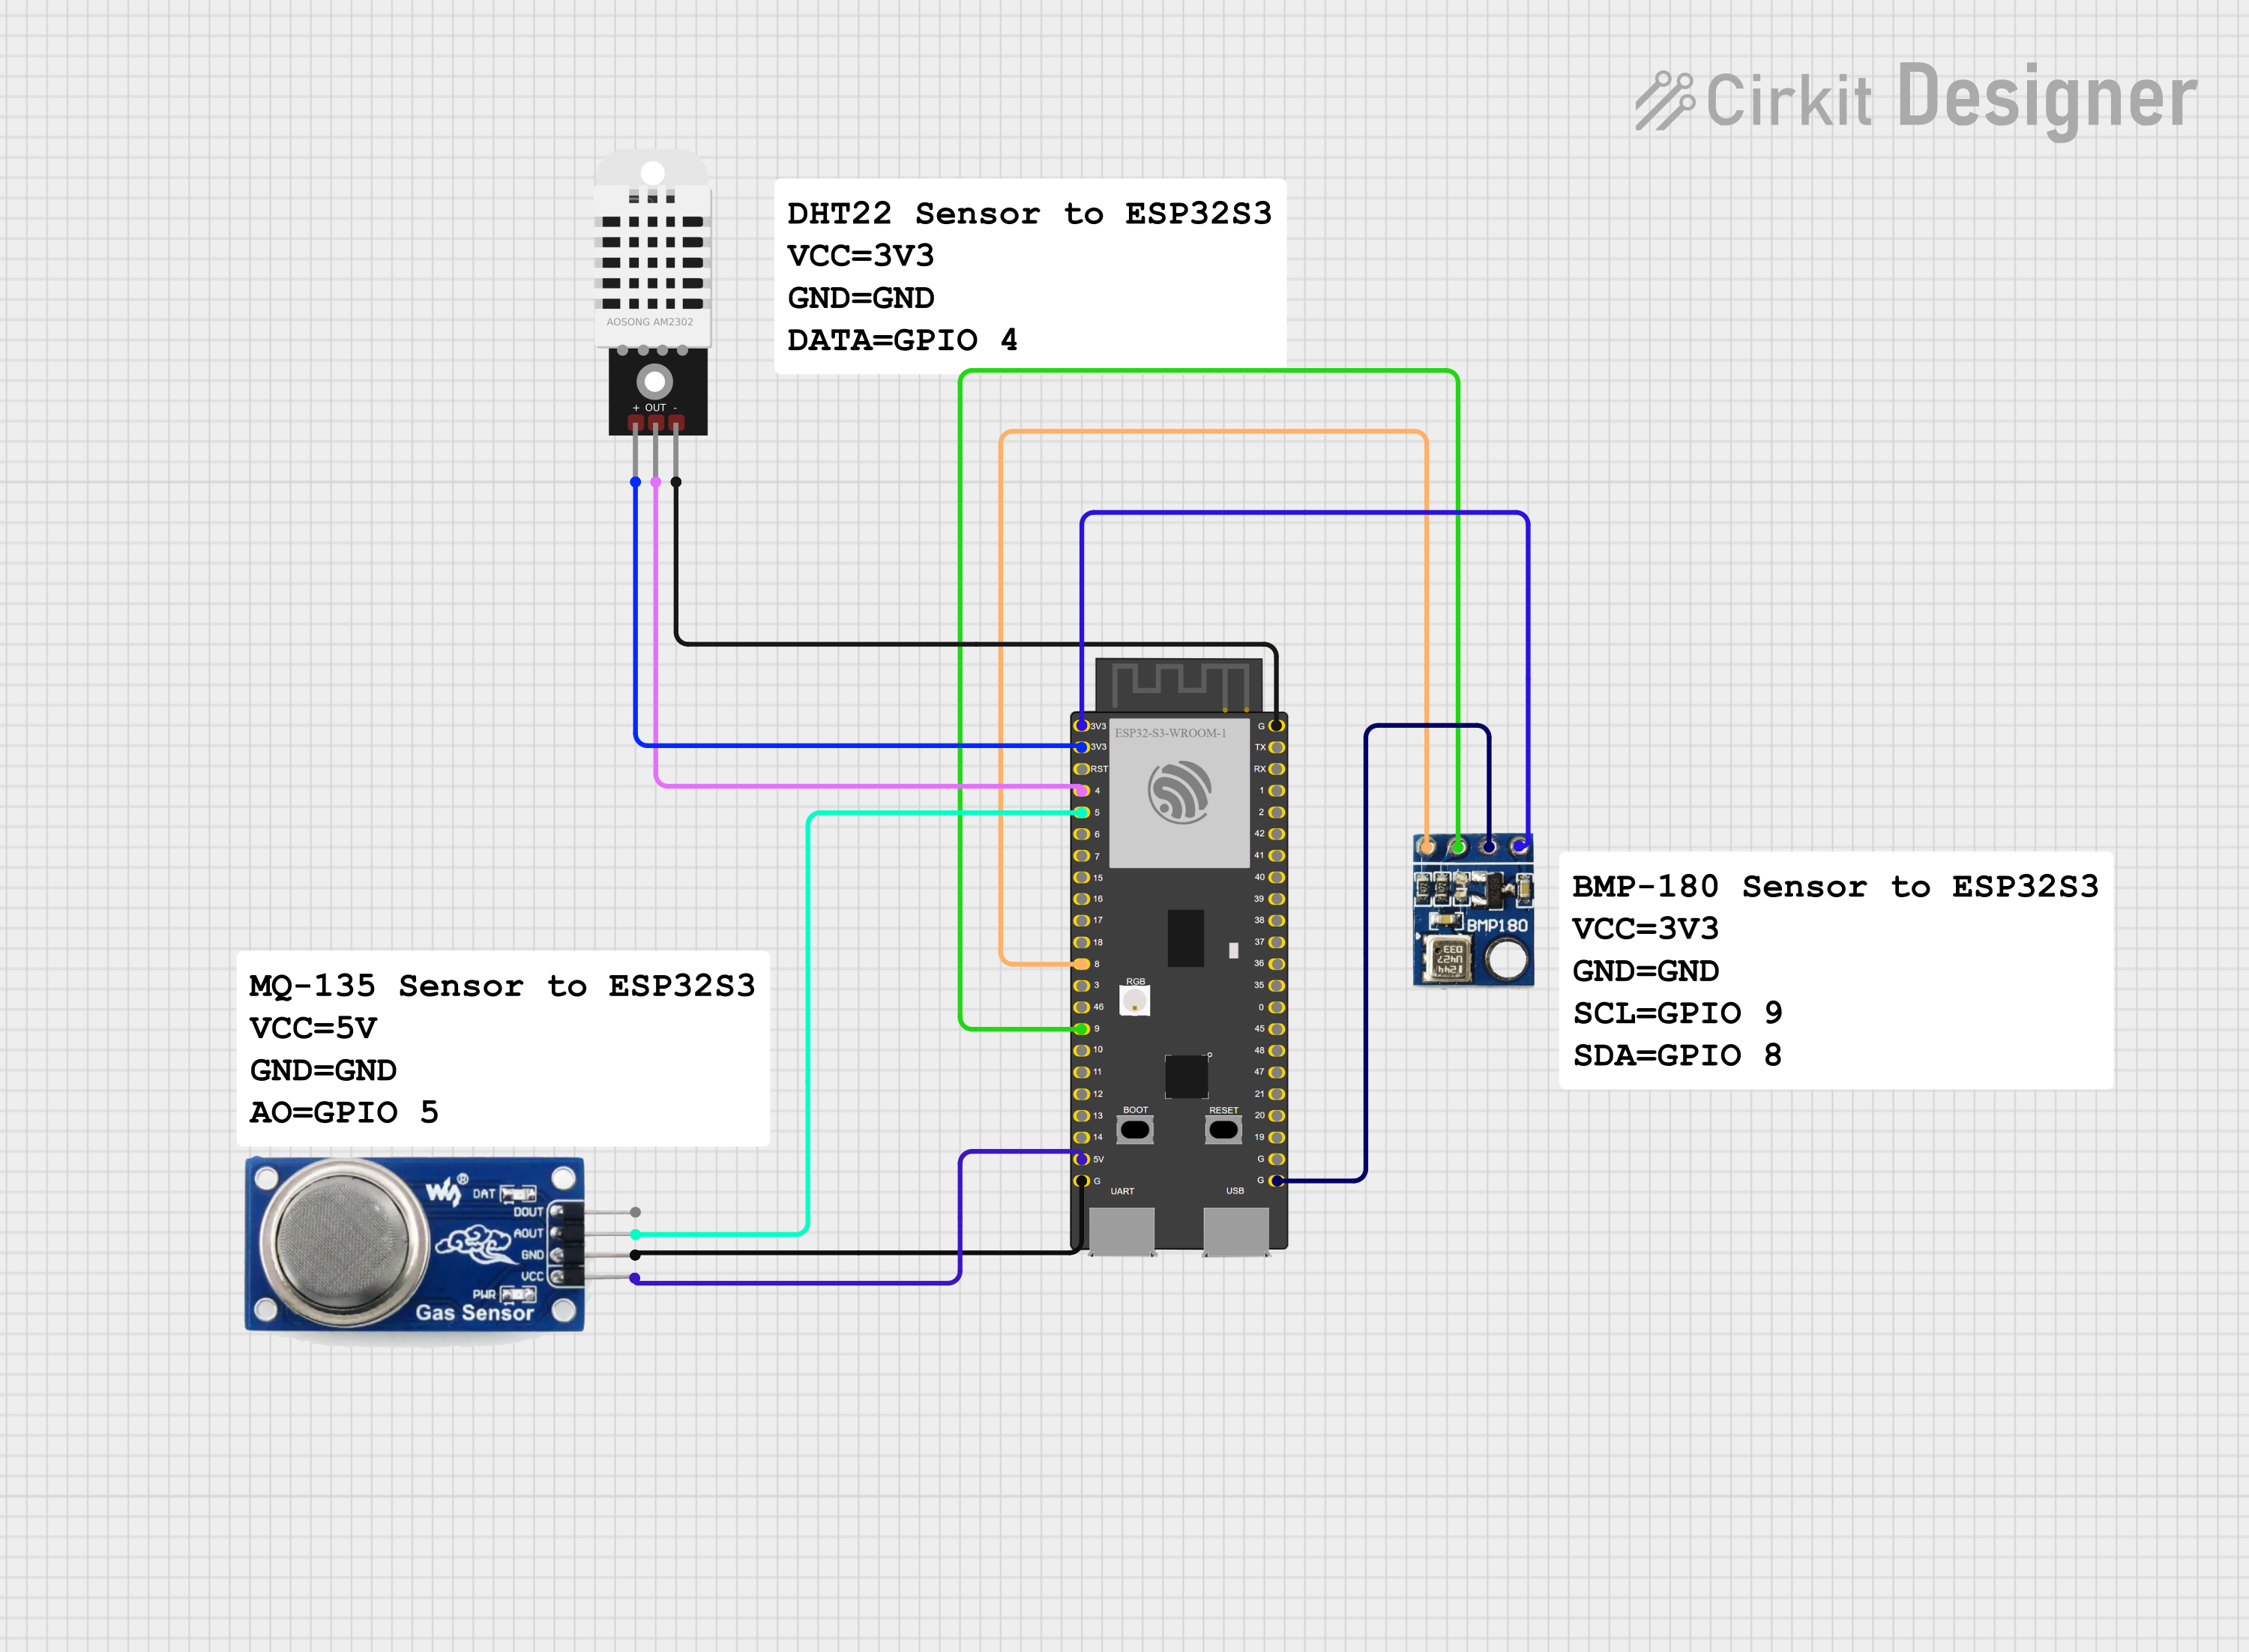 Cirkit Designer
AOSONG AM2302
+ OUT -
DHT22 Sensor to ESP32S3
VCC=3V3
GND=GND
DATA=GPIO 4
ESP32-S3-WROOM-1
3V3
3V3
RST
4
5
6
7
15
16
17
18
8
3
46
9
10
11
12
13
14
5V
G
G
TX
RX
1
2
42
41
40
39
38
37
36
35
0
45
48
47
21
20
19
G
G
RGB
BOOT
RESET
UART
USB
BMP180
BMP-180 Sensor to ESP32S3
VCC=3V3
GND=GND
SCL=GPIO 9
SDA=GPIO 8
MQ-135 Sensor to ESP32S3
VCC=5V
GND=GND
AO=GPIO 5
DAT
DOUT
AOUT
GND
VCC
PWR
Gas Sensor